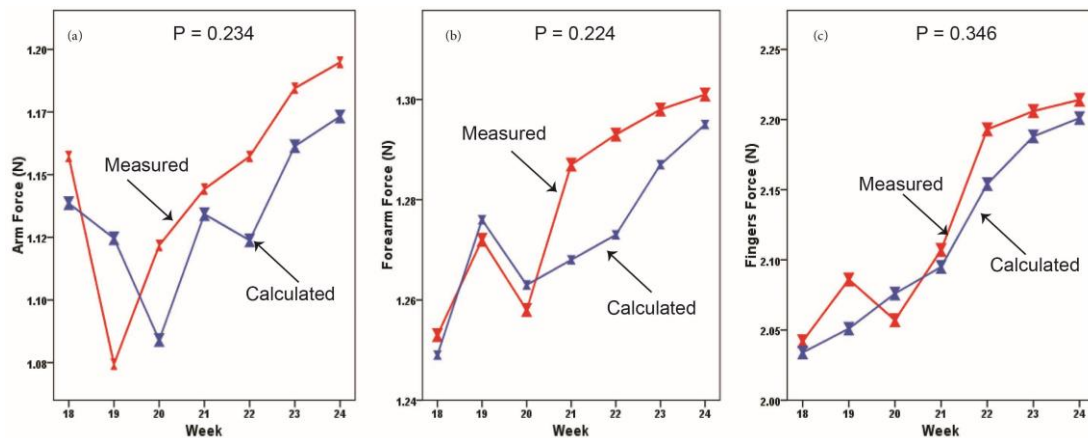 (a) P = 0.234
1.20
1.17
1.15
1.12
1.10
1.08
Arm Force (N)
Measured
Calculated
18 19 20 21 22 23 24
Week
(b) P = 0.224
1.30
1.28
1.26
1.24
Forearm Force (N)
Measured
Calculated
18 19 20 21 22 23 24
Week
(c) P = 0.346
2.25
2.20
2.15
2.10
2.05
2.00
Fingers Force (N)
Measured
Calculated
18 19 20 21 22 23 24
Week